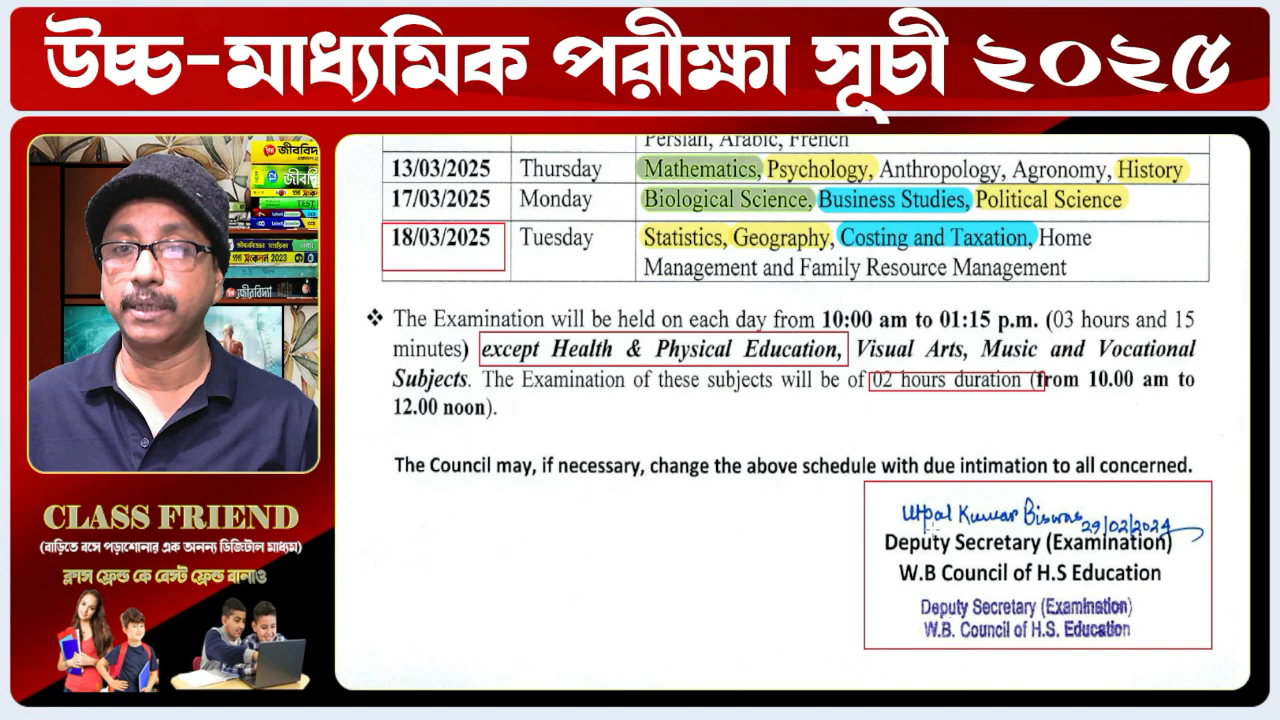 উচ্চ-মাধ্যমিক পরীক্ষা সূচী ২০২৫
Persian, Arabic, French
13/03/2025 Thursday Mathematics, Psychology, Anthropology, Agronomy, History
17/03/2025 Monday Biological Science, Business Studies, Political Science
18/03/2025 Tuesday Statistics, Geography, Costing and Taxation, Home
Management and Family Resource Management
❖ The Examination will be held on each day from 10:00 am to 01:15 p.m. (03 hours and 15
minutes) except Health & Physical Education, Visual Arts, Music and Vocational
Subjects. The Examination of these subjects will be of 02 hours duration (from 10.00 am to
12.00 noon).
The Council may, if necessary, change the above schedule with due intimation to all concerned.
Utpal Kumar Biswas
29/02/2024
Deputy Secretary (Examination)
W.B Council of H.S Education
Deputy Secretary (Examination)
W.B. Council of H.S. Education
জীববিদ্যা
সংকলন 2023
CLASS FRIEND
(বাড়িতে বসে পড়াশোনার এক অনন্য ডিজিটাল মাধ্যম)
ক্লাস ফ্রেন্ড কে বেস্ট ফ্রেন্ড বানাও